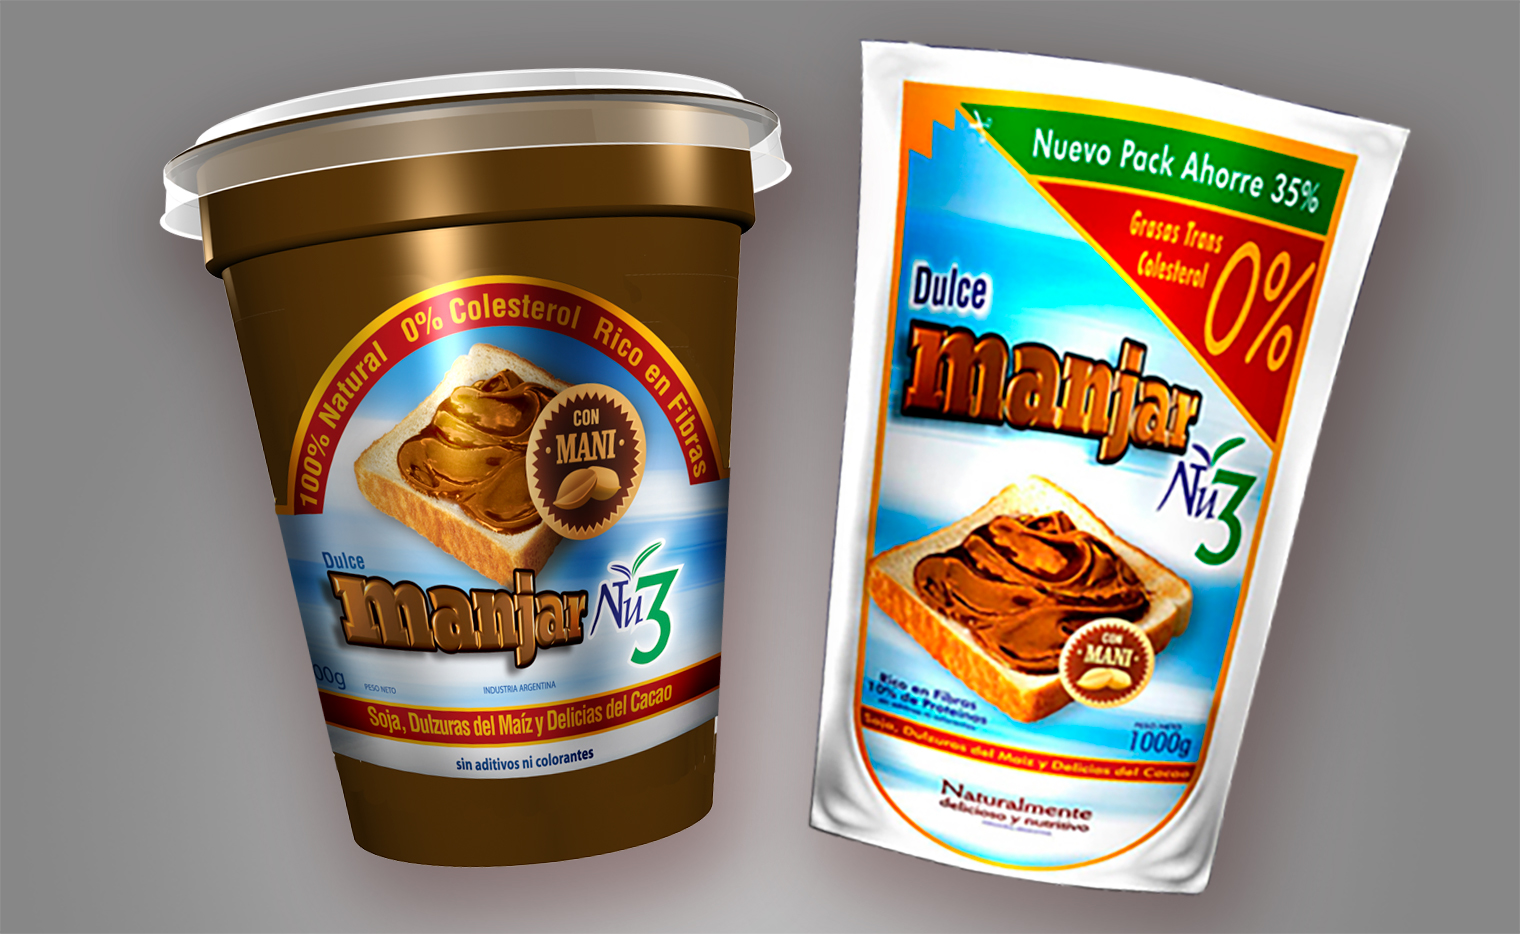 100% Natural 0% Colesterol Rico en Fibras
CON
MANI
Dulce
manjar
Nu3
00g
PESO NETO
INDUSTRIA ARGENTINA
Soja, Dulzuras del Maíz y Delicias del Cacao
sin aditivos ni colorantes
Nuevo Pack Ahorre 35%
Grasas Trans
Colesterol
0%
Dulce
manjar
Nu3
CON
MANI
Rico en Fibras
10% de Proteinas
PESO NETO
1000g
Soja, Dulzuras del Maiz y Delicias del Cacao
Naturalmente
delicioso y nutritivo